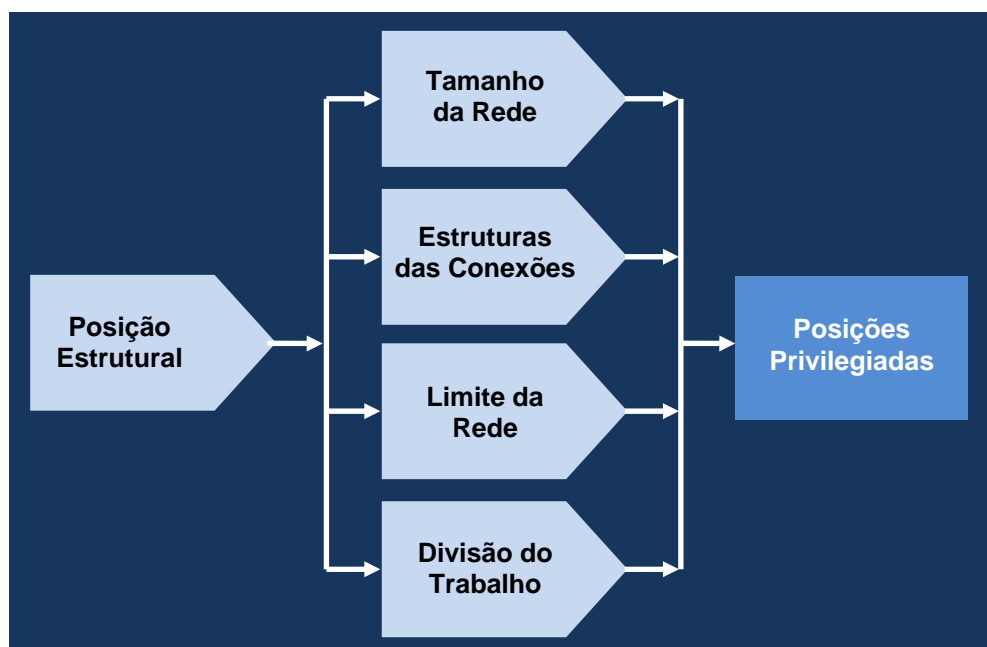 Tamanho
da Rede
Estruturas
das Conexões
Posição
Estrutural
Posições
Privilegiadas
Limite da
Rede
Divisão do
Trabalho